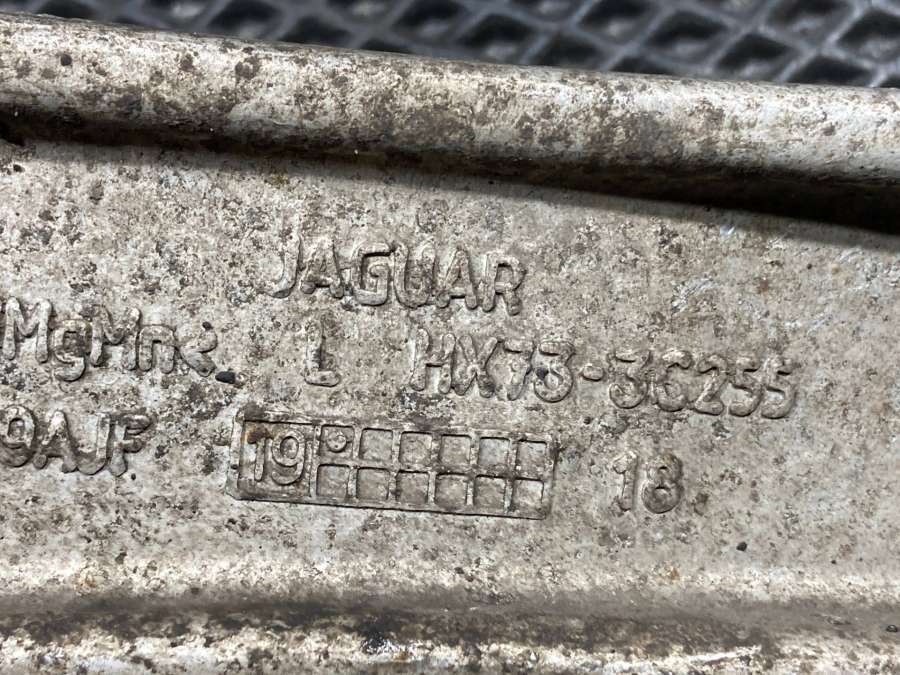 JAGUAR
MgMn< L HX73-3C255
9AJF 19 18